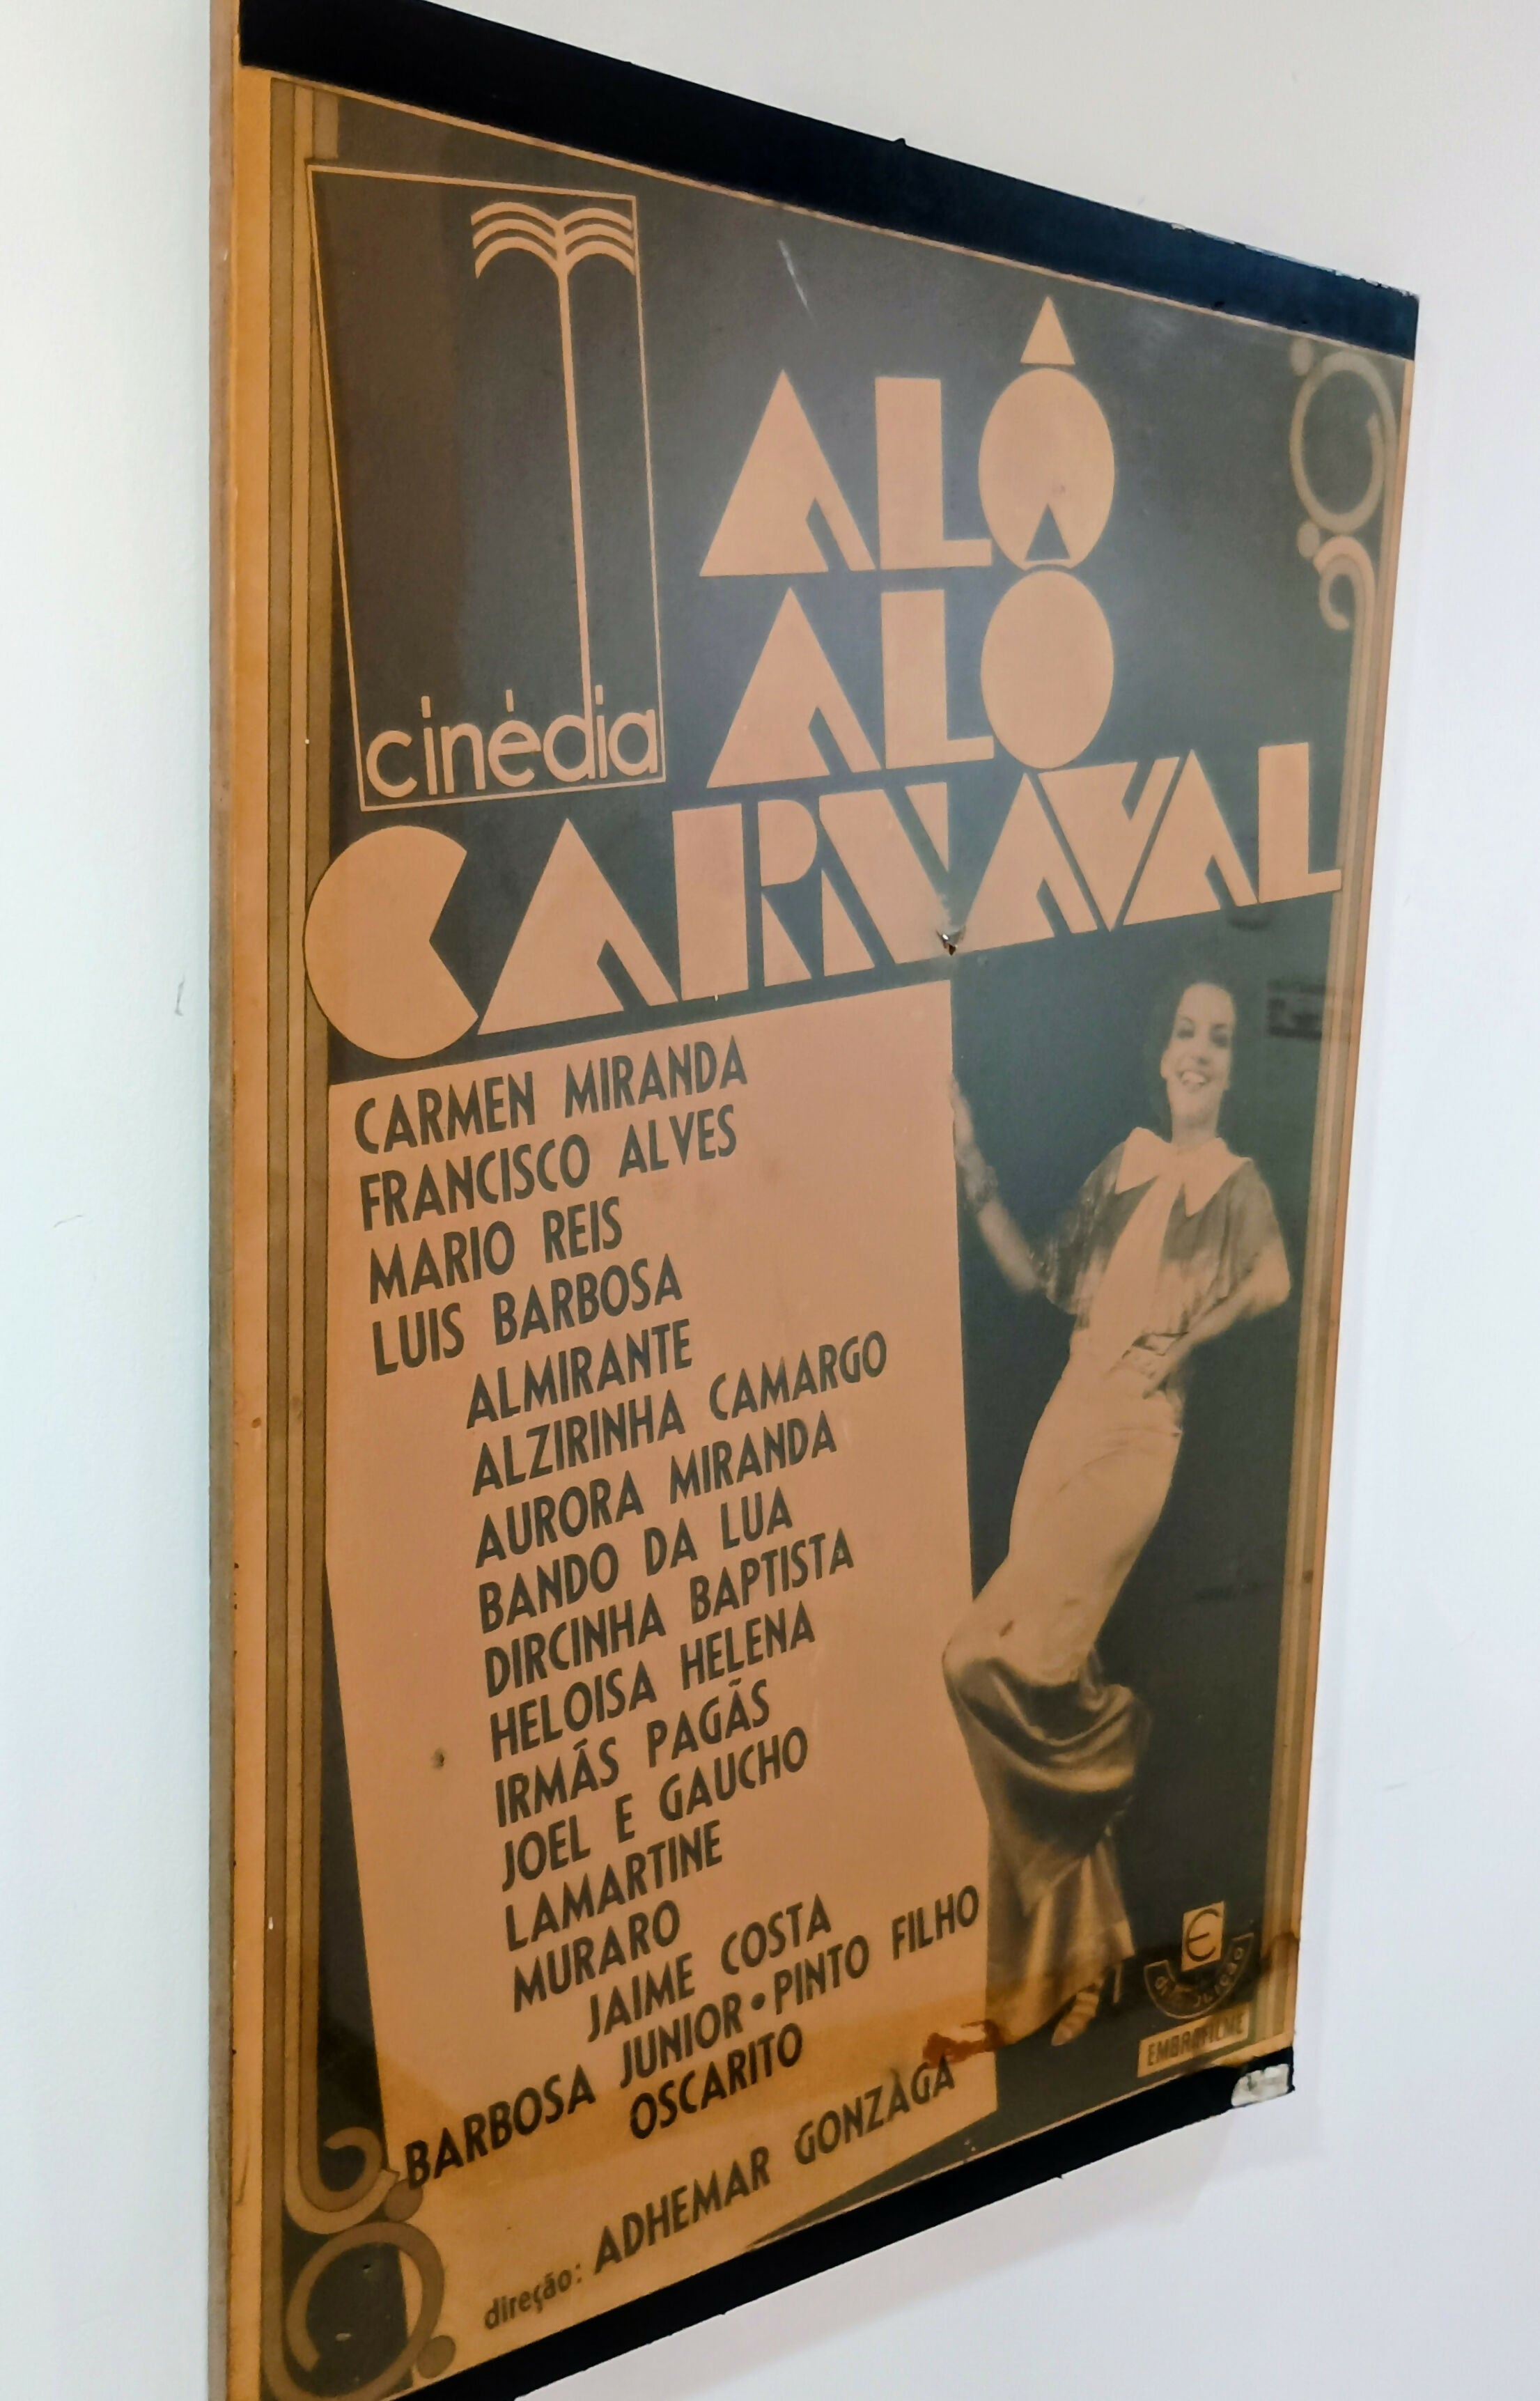 cinédia
ALÔ
ALÔ
CARNAVAL
CARMEN MIRANDA
FRANCISCO ALVES
MARIO REIS
LUIS BARBOSA
ALMIRANTE
ALZIRINHA CAMARGO
AURORA MIRANDA
BANDO DA LUA
DIRCINHA BAPTISTA
HELOISA HELENA
IRMÃS PAGÃS
JOEL E GAUCHO
LAMARTINE
MURARO
JAIME COSTA
BARBOSA JUNIOR • PINTO FILHO
OSCARITO
direção: ADHEMAR GONZAGA
E
distribuição
EMBRAFILME